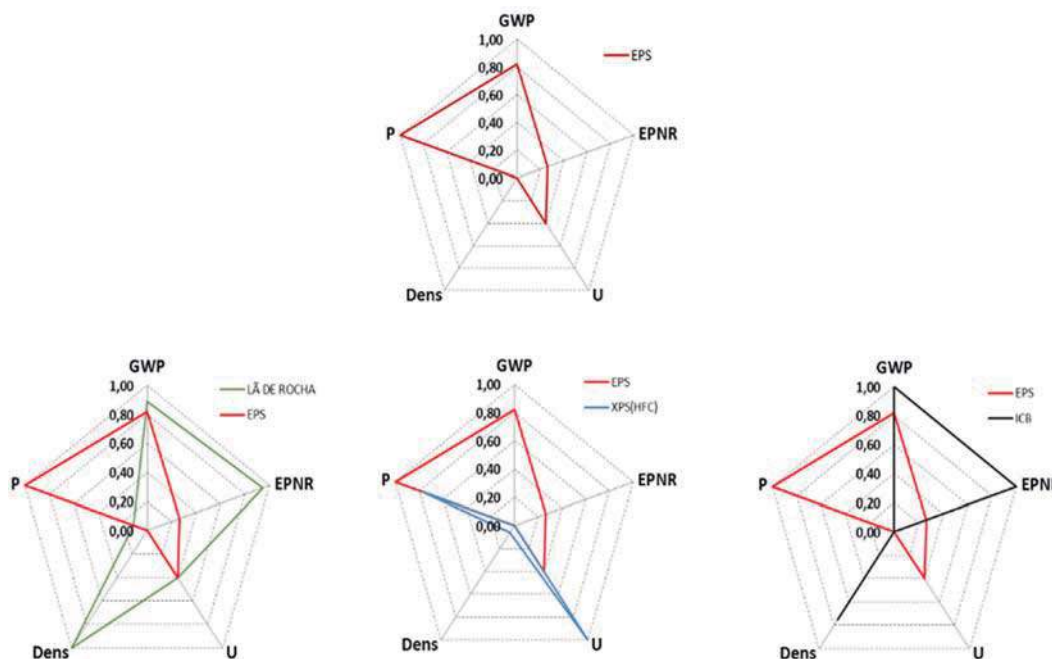 GWP
1,00
EPS
0,80
0,60
P
EPNR
0,40
0,20
0,00
Dens
U
GWP
1,00
LÃ DE ROCHA
0,80
EPS
0,60
P
EPNR
0,40
0,20
0,00
Dens
U
GWP
1,00
EPS
0,80
XPS(HFC)
0,60
P
EPNR
0,40
0,20
0,00
Dens
U
GWP
1,00
EPS
0,80
ICB
0,60
P
EPN
0,40
0,20
0,00
Dens
U